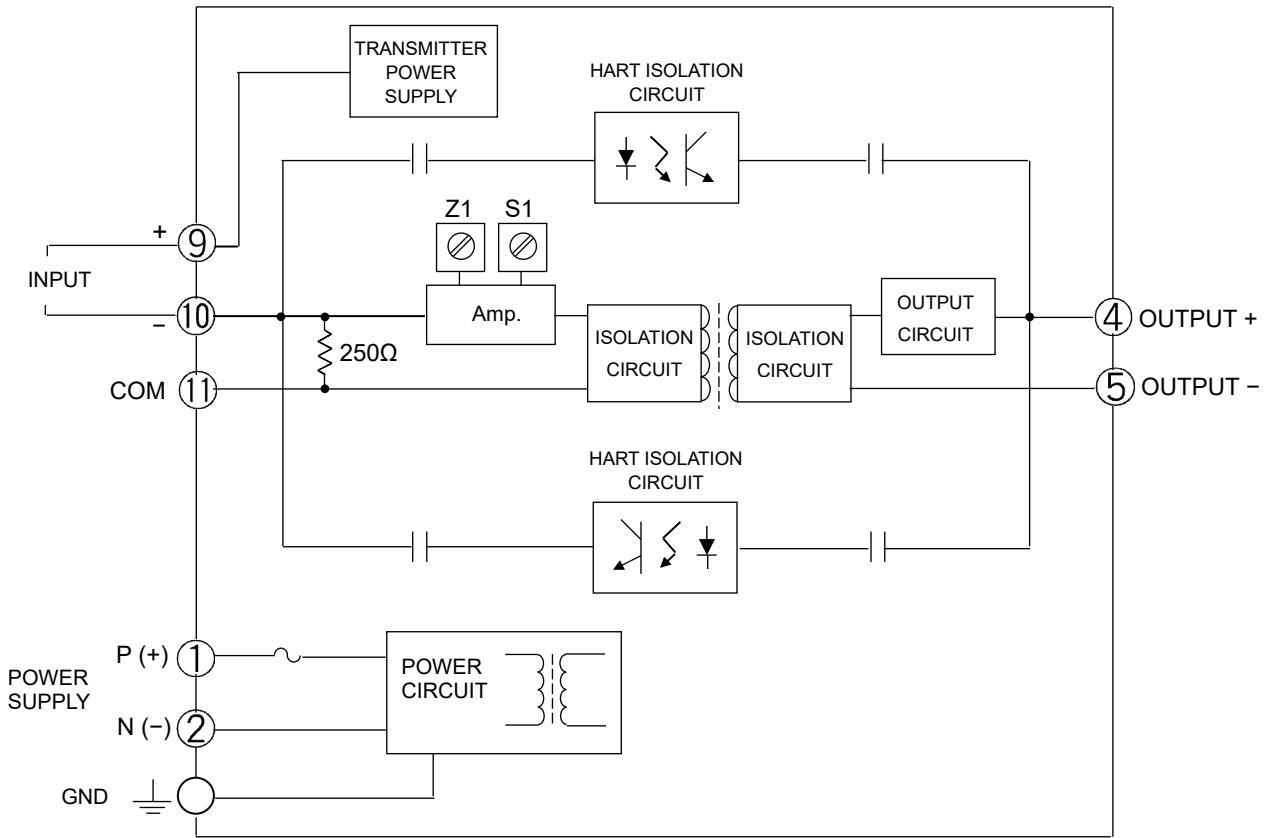 TRANSMITTER
POWER
SUPPLY
HART ISOLATION
CIRCUIT
Z1 S1
+
9
INPUT
−
10
Amp.
250Ω
ISOLATION
CIRCUIT
ISOLATION
CIRCUIT
OUTPUT
CIRCUIT
4 OUTPUT +
COM 11
5 OUTPUT −
HART ISOLATION
CIRCUIT
POWER
SUPPLY
P (+) 1
N (−) 2
POWER
CIRCUIT
GND